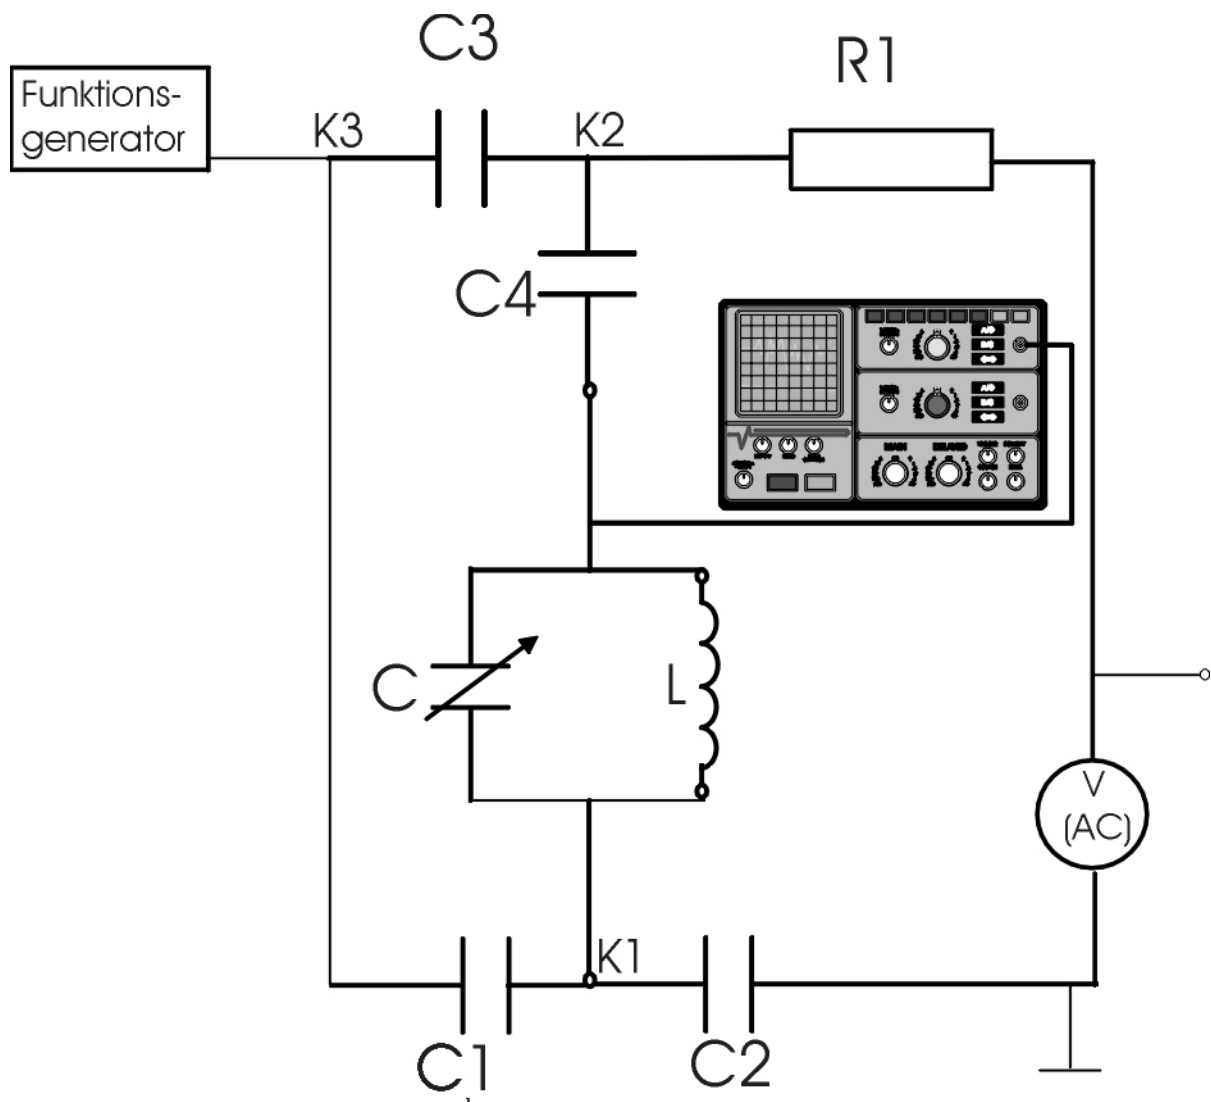 C3
R1
Funktions-
generator
K3
K2
C4
C
L
V
(AC)
K1
C1
C2